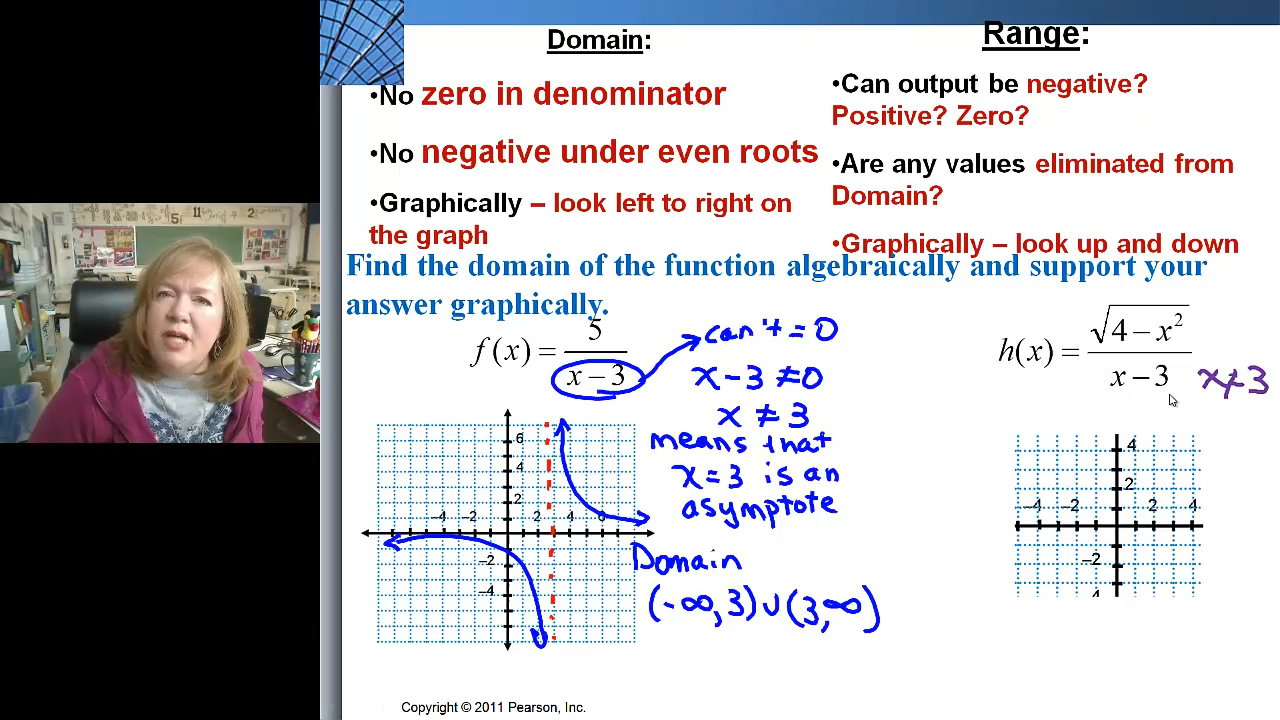 Domain:
•No zero in denominator
•No negative under even roots
•Graphically – look left to right on
the graph
Range:
•Can output be negative?
Positive? Zero?
•Are any values eliminated from
Domain?
•Graphically – look up and down
Find the domain of the function algebraically and support your
answer graphically.
f(x) = 5 / (x − 3)
can't = 0
x - 3 ≠ 0
x ≠ 3
means that
x = 3 is an
asymptote
Domain
(-∞, 3) ∪ (3, ∞)
6
4
2
−4 −2 2 4 6
−2
−4
h(x) = √(4 − x²) / (x − 3)
x ≠ 3
4
2
−4 −2 2 4
−2
Copyright © 2011 Pearson, Inc.